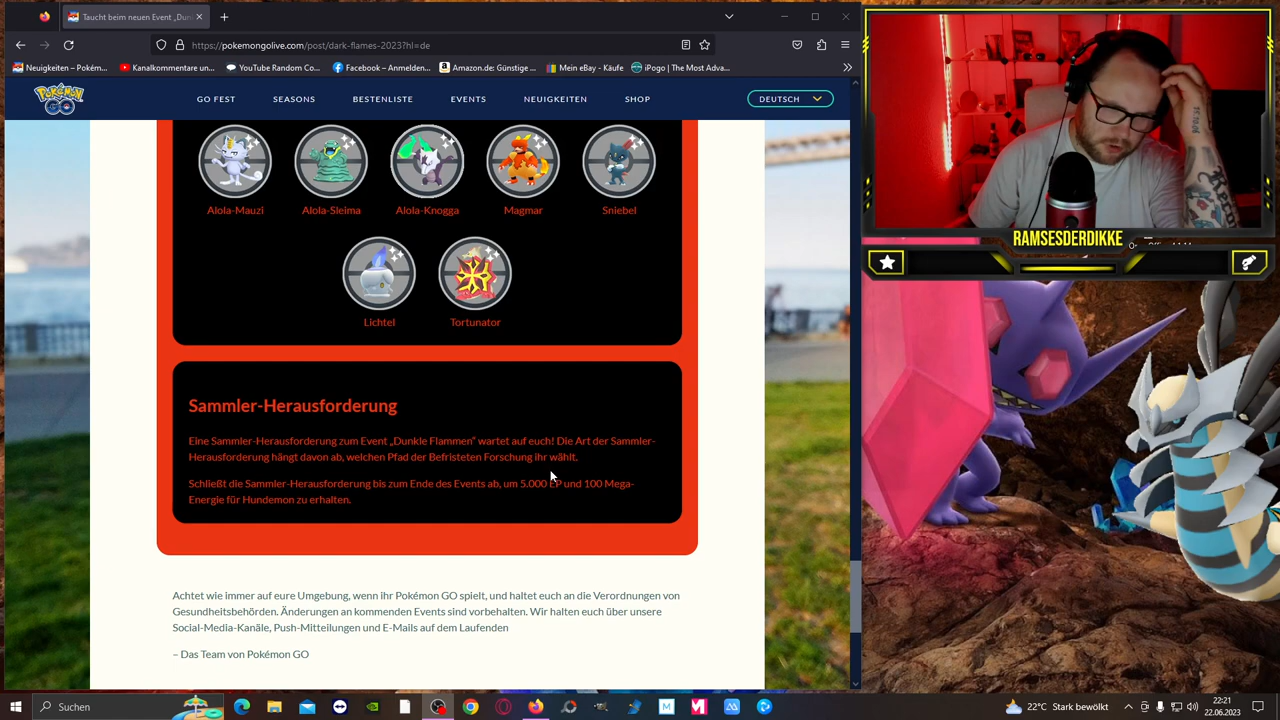 Taucht beim neuen Event „Dun
https://pokemongolive.com/post/dark-flames-2023?hl=de
Neuigkeiten – Pokém...
Kanalkommentare un...
YouTube Random Co...
Facebook – Anmelden...
Amazon.de: Günstige ...
Mein eBay - Käufe
iPogo | The Most Adva...
POKÉMON GO
GO FEST
SEASONS
BESTENLISTE
EVENTS
NEUIGKEITEN
SHOP
DEUTSCH
Alola-Mauzi
Alola-Sleima
Alola-Knogga
Magmar
Sniebel
Lichtel
Tortunator
Sammler-Herausforderung
Eine Sammler-Herausforderung zum Event „Dunkle Flammen“ wartet auf euch! Die Art der Sammler-
Herausforderung hängt davon ab, welchen Pfad der Befristeten Forschung ihr wählt.
Schließt die Sammler-Herausforderung bis zum Ende des Events ab, um 5.000 EP und 100 Mega-
Energie für Hundemon zu erhalten.
Achtet wie immer auf eure Umgebung, wenn ihr Pokémon GO spielt, und haltet euch an die Verordnungen von
Gesundheitsbehörden. Änderungen an kommenden Events sind vorbehalten. Wir halten euch über unsere
Social-Media-Kanäle, Push-Mitteilungen und E-Mails auf dem Laufenden
– Das Team von Pokémon GO
RAMSESDERDIKKE
Suchen
22°C Stark bewölkt
22:21
22.06.2023